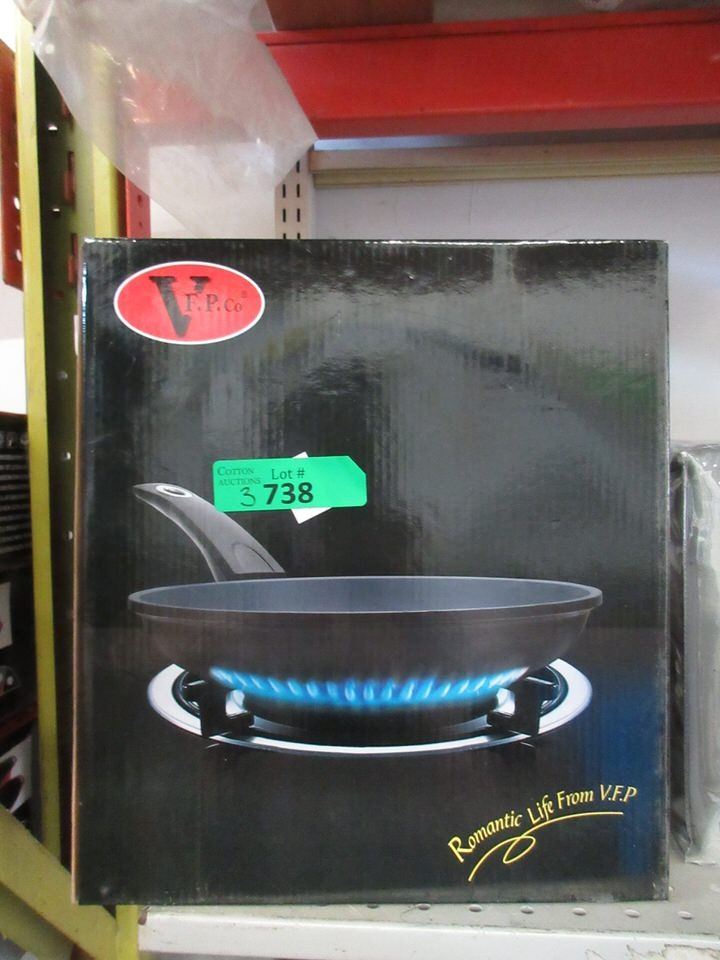 V F.P.Co®
COTTON AUCTIONS Lot #
3 738
Romantic Life From V.F.P